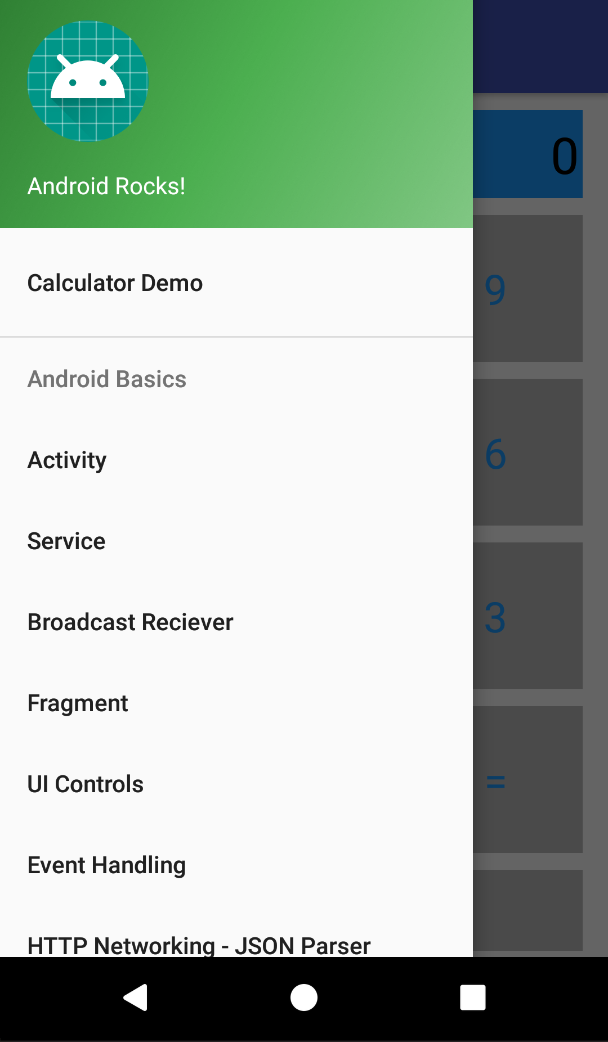 Android Rocks!
Calculator Demo
Android Basics
Activity
Service
Broadcast Reciever
Fragment
UI Controls
Event Handling
HTTP Networking - JSON Parser
0
9
6
3
=